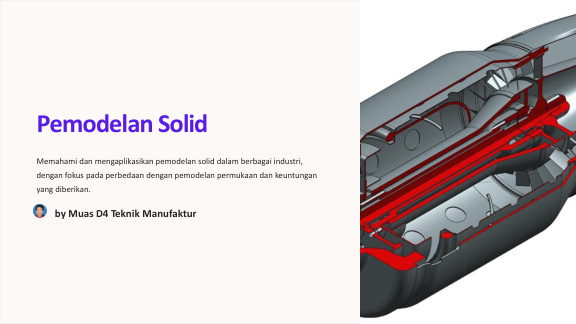 Pemodelan Solid
Memahami dan mengaplikasikan pemodelan solid dalam berbagai industri,
dengan fokus pada perbedaan dengan pemodelan permukaan dan keuntungan
yang diberikan.
by Muas D4 Teknik Manufaktur